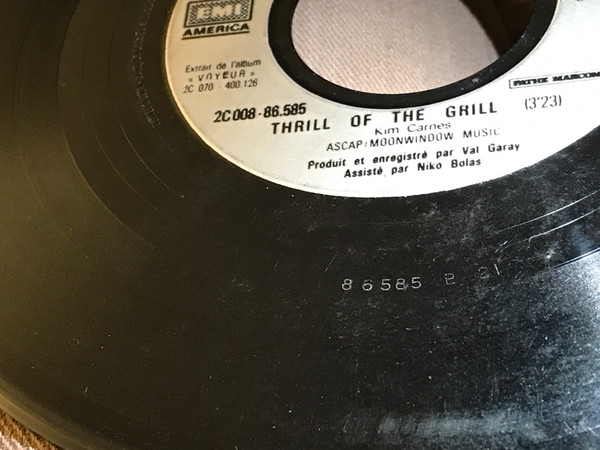 EMI
AMERICA
Extrait de l'album
« VOYEUR »
2C 070 - 400.126
PATHE MARCONI
2C008-86.585
THRILL OF THE GRILL (3'23)
Kim Carnes
ASCAP/MOONWINDOW MUSIC
Produit et enregistré par Val Garay
Assisté par Niko Bolas
86585 B 21